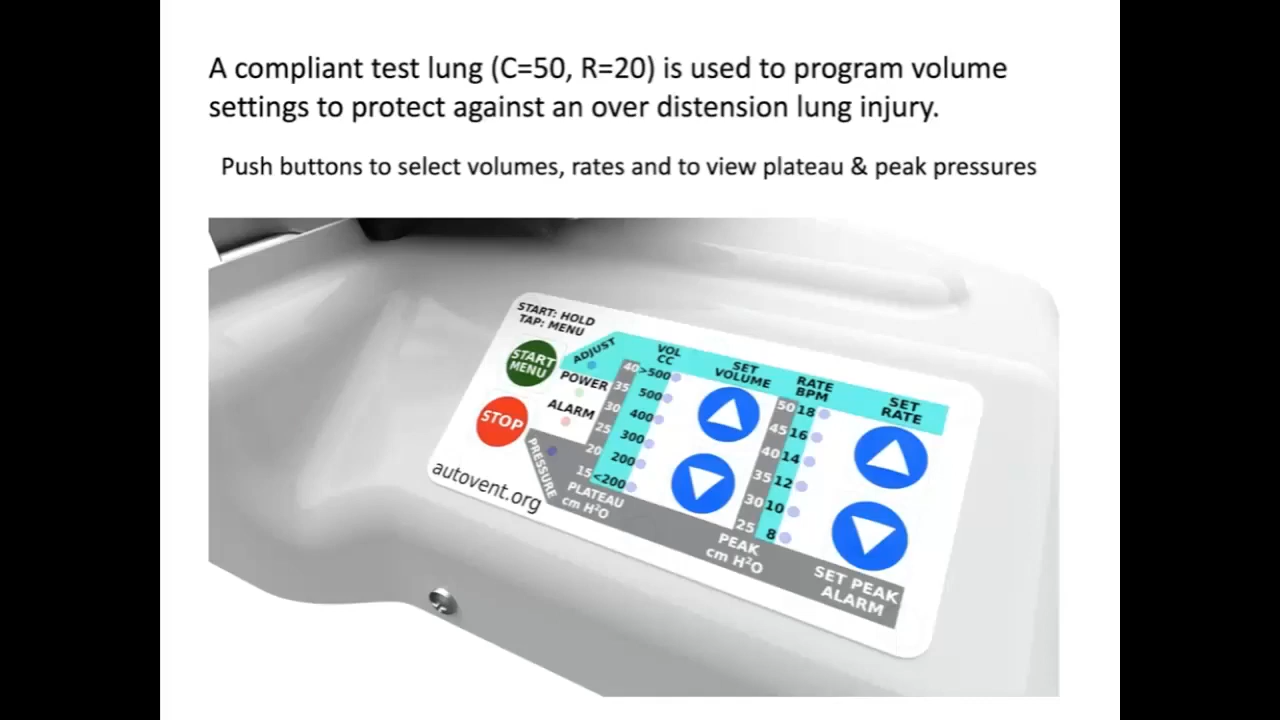 A compliant test lung (C=50, R=20) is used to program volume
settings to protect against an over distension lung injury.
Push buttons to select volumes, rates and to view plateau & peak pressures
START: HOLD
TAP: MENU
START
MENU
STOP
ADJUST
POWER
ALARM
PRESSURE
autovent.org
VOL
CC
40 >500
35 500
30 400
25 300
20 200
15 <200
PLATEAU
cm H²O
SET
VOLUME
RATE
BPM
50 18
45 16
40 14
35 12
30 10
25 8
PEAK
cm H²O
SET
RATE
SET PEAK
ALARM